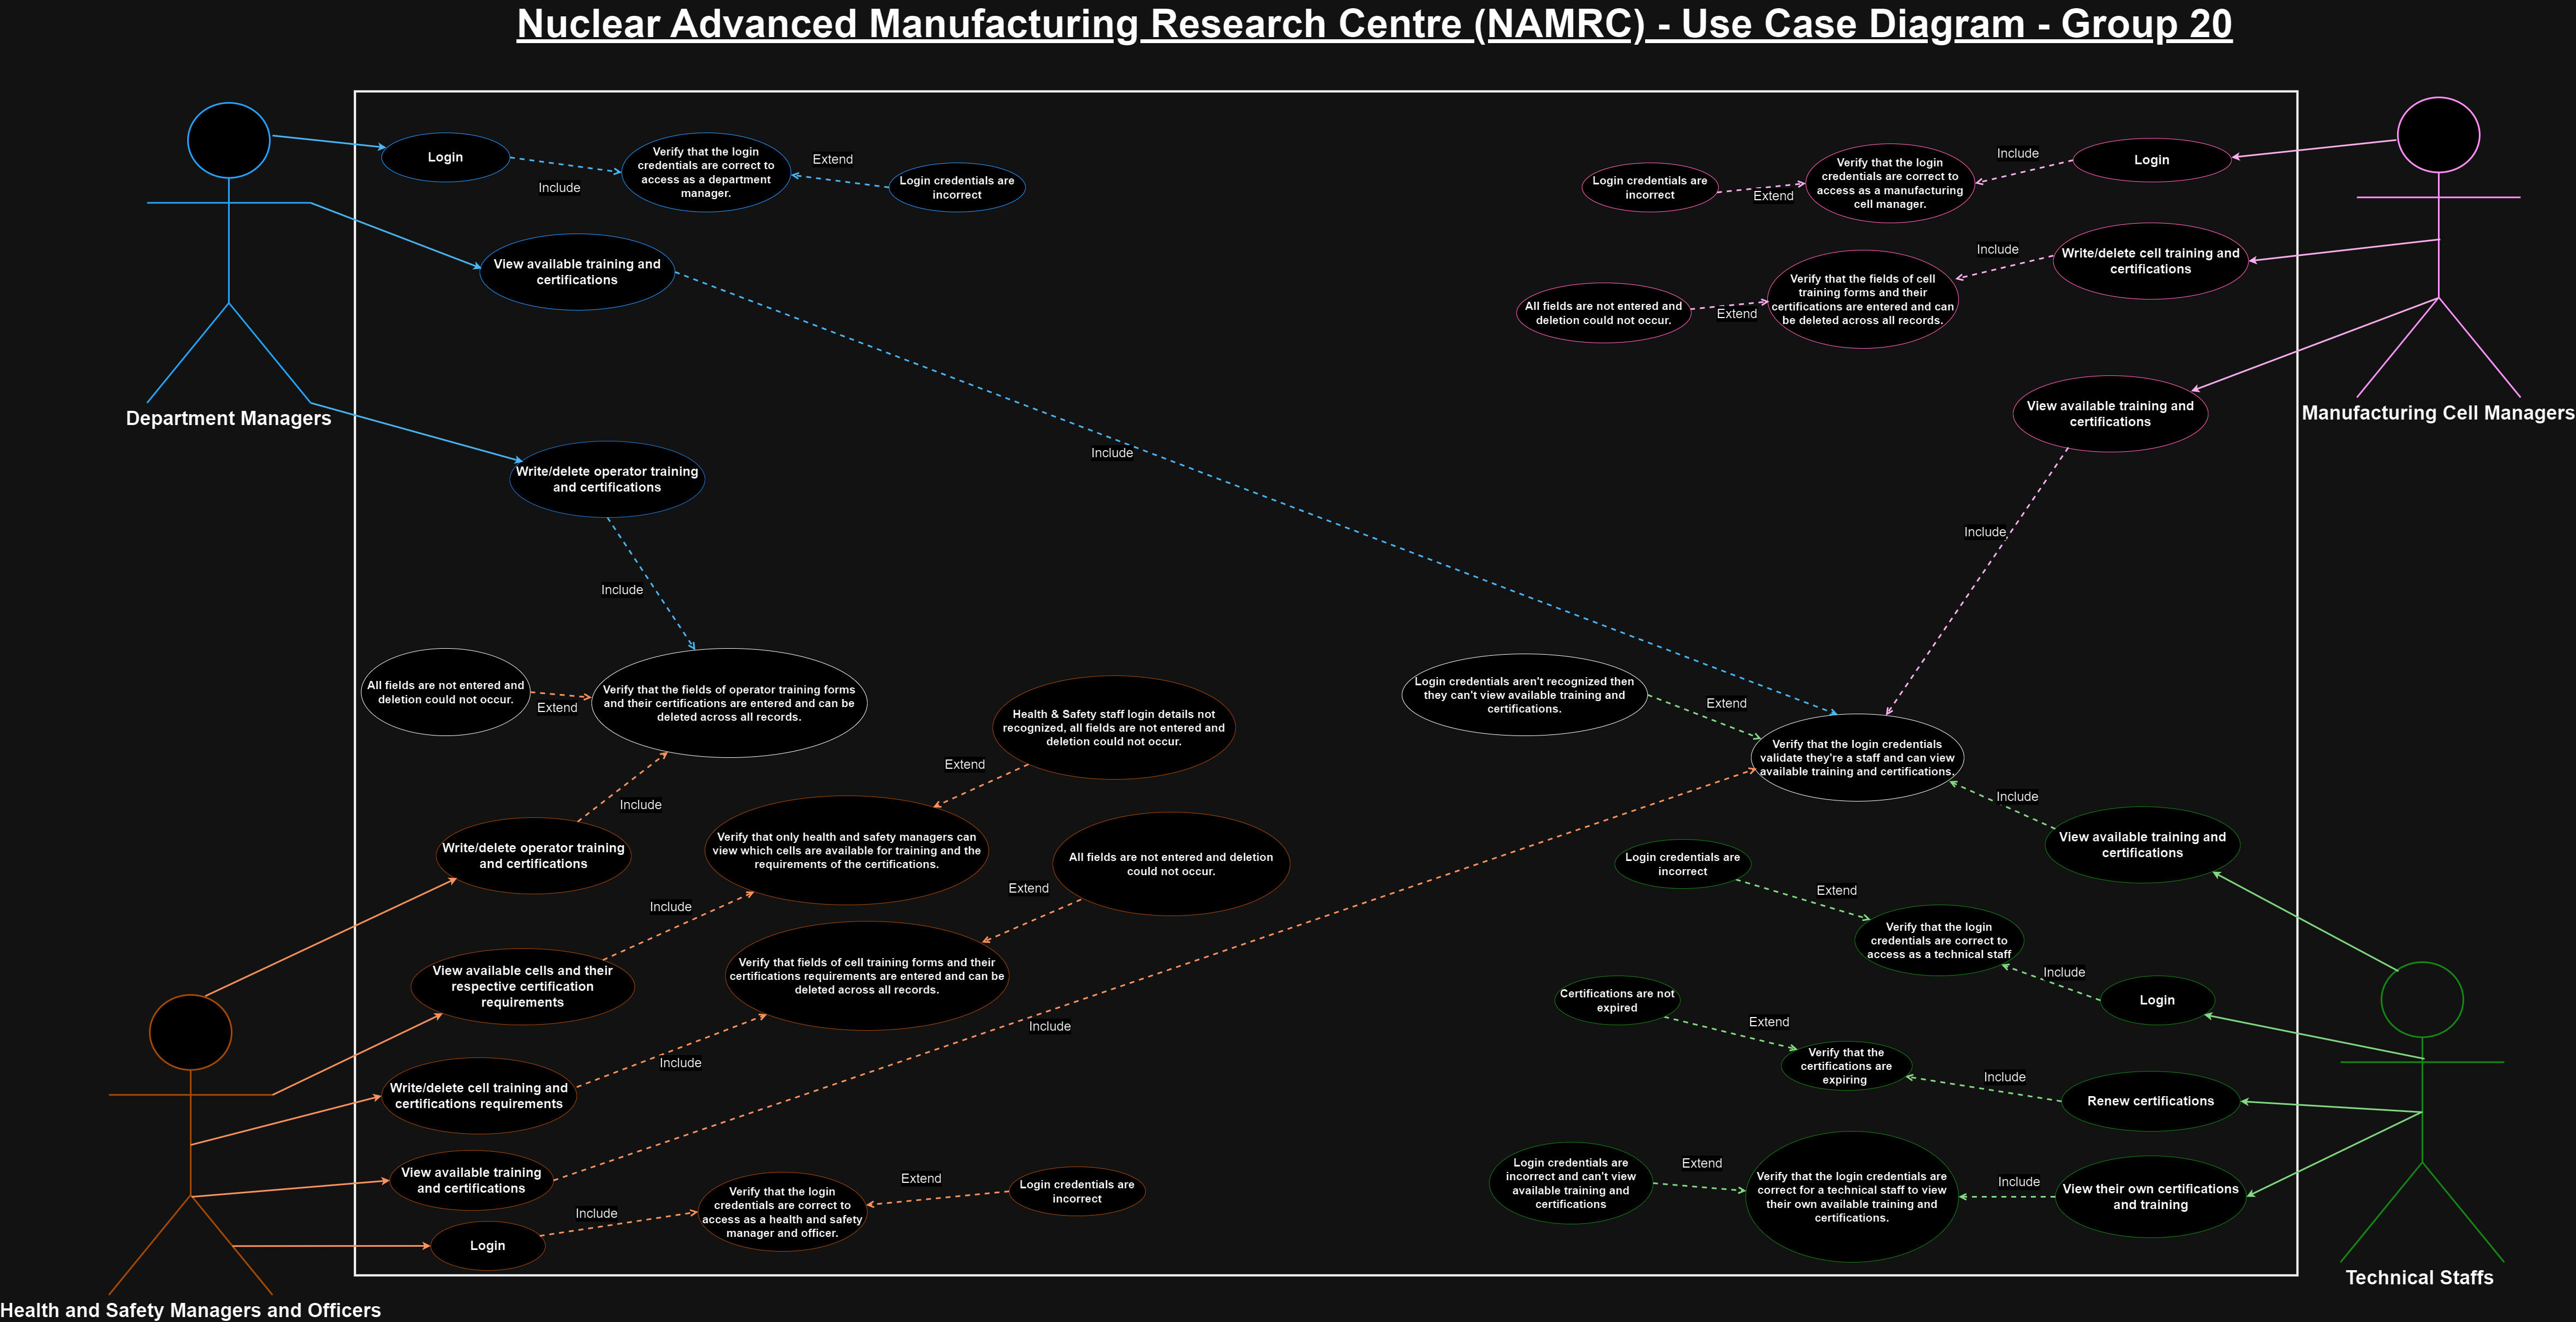 Nuclear Advanced Manufacturing Research Centre (NAMRC) - Use Case Diagram - Group 20
Department Managers
Login
Include
Verify that the login
credentials are correct to
access as a department
manager.
Extend
Login credentials are
incorrect
View available training and
certifications
Include
Write/delete operator training
and certifications
Include
All fields are not entered and
deletion could not occur.
Extend
Verify that the fields of operator training forms
and their certifications are entered and can be
deleted across all records.
Manufacturing Cell Managers
Login
Include
Verify that the login
credentials are correct to
access as a manufacturing
cell manager.
Extend
Login credentials are
incorrect
Write/delete cell training and
certifications
Include
Verify that the fields of cell
training forms and their
certifications are entered and can
be deleted across all records.
Extend
All fields are not entered and
deletion could not occur.
View available training and
certifications
Include
Login credentials aren't recognized then
they can't view available training and
certifications.
Extend
Verify that the login credentials
validate they're a staff and can view
available training and certifications.
Health and Safety Managers and Officers
Write/delete operator training
and certifications
Include
View available cells and their
respective certification
requirements
Include
Verify that only health and safety managers can
view which cells are available for training and the
requirements of the certifications.
Extend
Health & Safety staff login details not
recognized, all fields are not entered and
deletion could not occur.
Write/delete cell training and
certifications requirements
Include
Verify that fields of cell training forms and their
certifications requirements are entered and can be
deleted across all records.
Extend
All fields are not entered and deletion
could not occur.
View available training
and certifications
Include
Login
Include
Verify that the login
credentials are correct to
access as a health and safety
manager and officer.
Extend
Login credentials are
incorrect
Technical Staffs
View available training and
certifications
Include
Login
Include
Verify that the login
credentials are correct to
access as a technical staff
Extend
Login credentials are
incorrect
Renew certifications
Include
Verify that the
certifications are
expiring
Extend
Certifications are not
expired
View their own certifications
and training
Include
Verify that the login credentials are
correct for a technical staff to view
their own available training and
certifications.
Extend
Login credentials are
incorrect and can't view
available training and
certifications